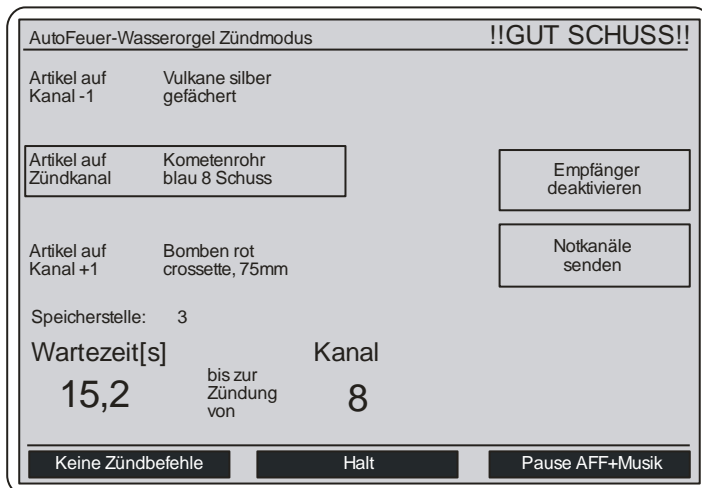 AutoFeuer-Wasserorgel Zündmodus !!GUT SCHUSS!!
Artikel auf Vulkane silber
Kanal -1 gefächert
Artikel auf Kometenrohr
Zündkanal blau 8 Schuss
Empfänger
deaktivieren
Artikel auf Bomben rot
Kanal +1 crossette, 75mm
Notkanäle
senden
Speicherstelle: 3
Wartezeit[s] Kanal
15,2 bis zur
Zündung
von 8
Keine Zündbefehle Halt Pause AFF+Musik